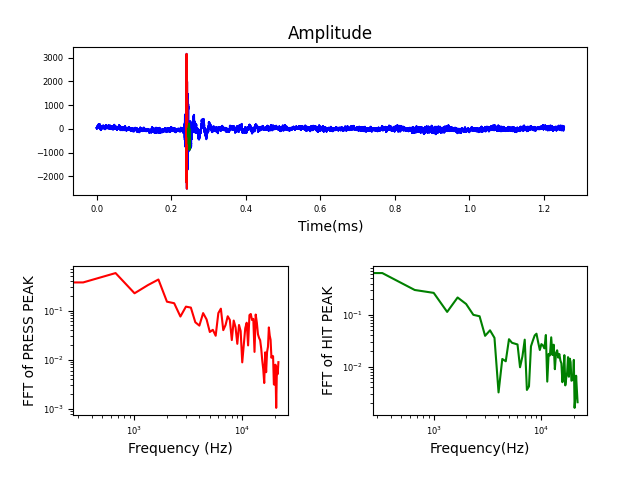 Amplitude
3000
2000
1000
0
−1000
−2000
0.0 0.2 0.4 0.6 0.8 1.0 1.2
Time(ms)
FFT of PRESS PEAK
10⁻¹
10⁻²
10⁻³
10³ 10⁴
Frequency (Hz)
FFT of HIT PEAK
10⁻¹
10⁻²
10³ 10⁴
Frequency(Hz)